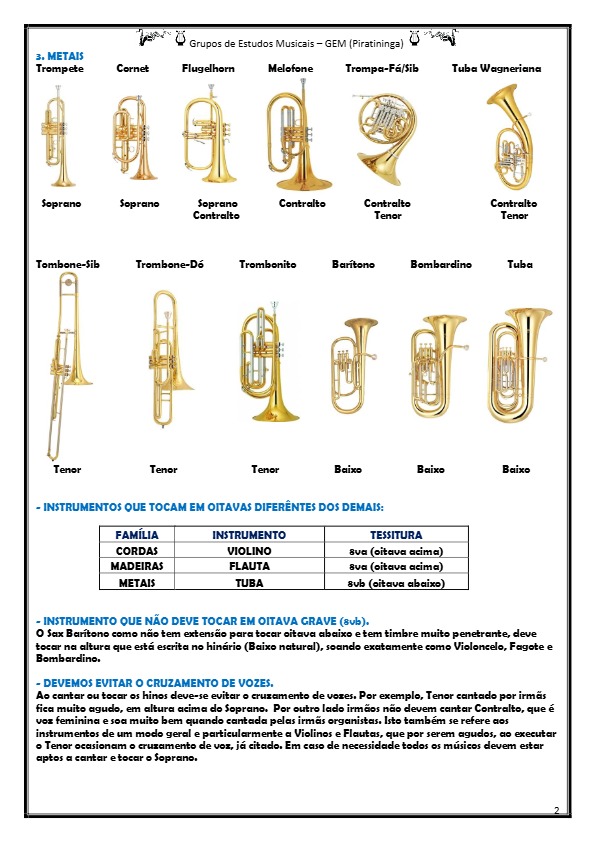 Grupos de Estudos Musicais – GEM (Piratininga)
3. METAIS
Trompete Cornet Flugelhorn Melofone Trompa-Fá/Sib Tuba Wagneriana
Soprano Soprano Soprano Contralto Contralto Contralto
Contralto Tenor Tenor
Tombone-Sib Trombone-Dó Trombonito Barítono Bombardino Tuba
Tenor Tenor Tenor Baixo Baixo Baixo
- INSTRUMENTOS QUE TOCAM EM OITAVAS DIFERÊNTES DOS DEMAIS:
FAMÍLIA INSTRUMENTO TESSITURA
CORDAS VIOLINO 8va (oitava acima)
MADEIRAS FLAUTA 8va (oitava acima)
METAIS TUBA 8vb (oitava abaixo)
- INSTRUMENTO QUE NÃO DEVE TOCAR EM OITAVA GRAVE (8vb).
O Sax Barítono como não tem extensão para tocar oitava abaixo e tem timbre muito penetrante, deve
tocar na altura que está escrita no hinário (Baixo natural), soando exatamente como Violoncelo, Fagote e
Bombardino.
- DEVEMOS EVITAR O CRUZAMENTO DE VOZES.
Ao cantar ou tocar os hinos deve-se evitar o cruzamento de vozes. Por exemplo, Tenor cantado por irmãs
fica muito agudo, em altura acima do Soprano. Por outro lado irmãos não devem cantar Contralto, que é
voz feminina e soa muito bem quando cantada pelas irmãs organistas. Isto também se refere aos
instrumentos de um modo geral e particularmente a Violinos e Flautas, que por serem agudos, ao executar
o Tenor ocasionam o cruzamento de voz, já citado. Em caso de necessidade todos os músicos devem estar
aptos a cantar e tocar o Soprano.
2